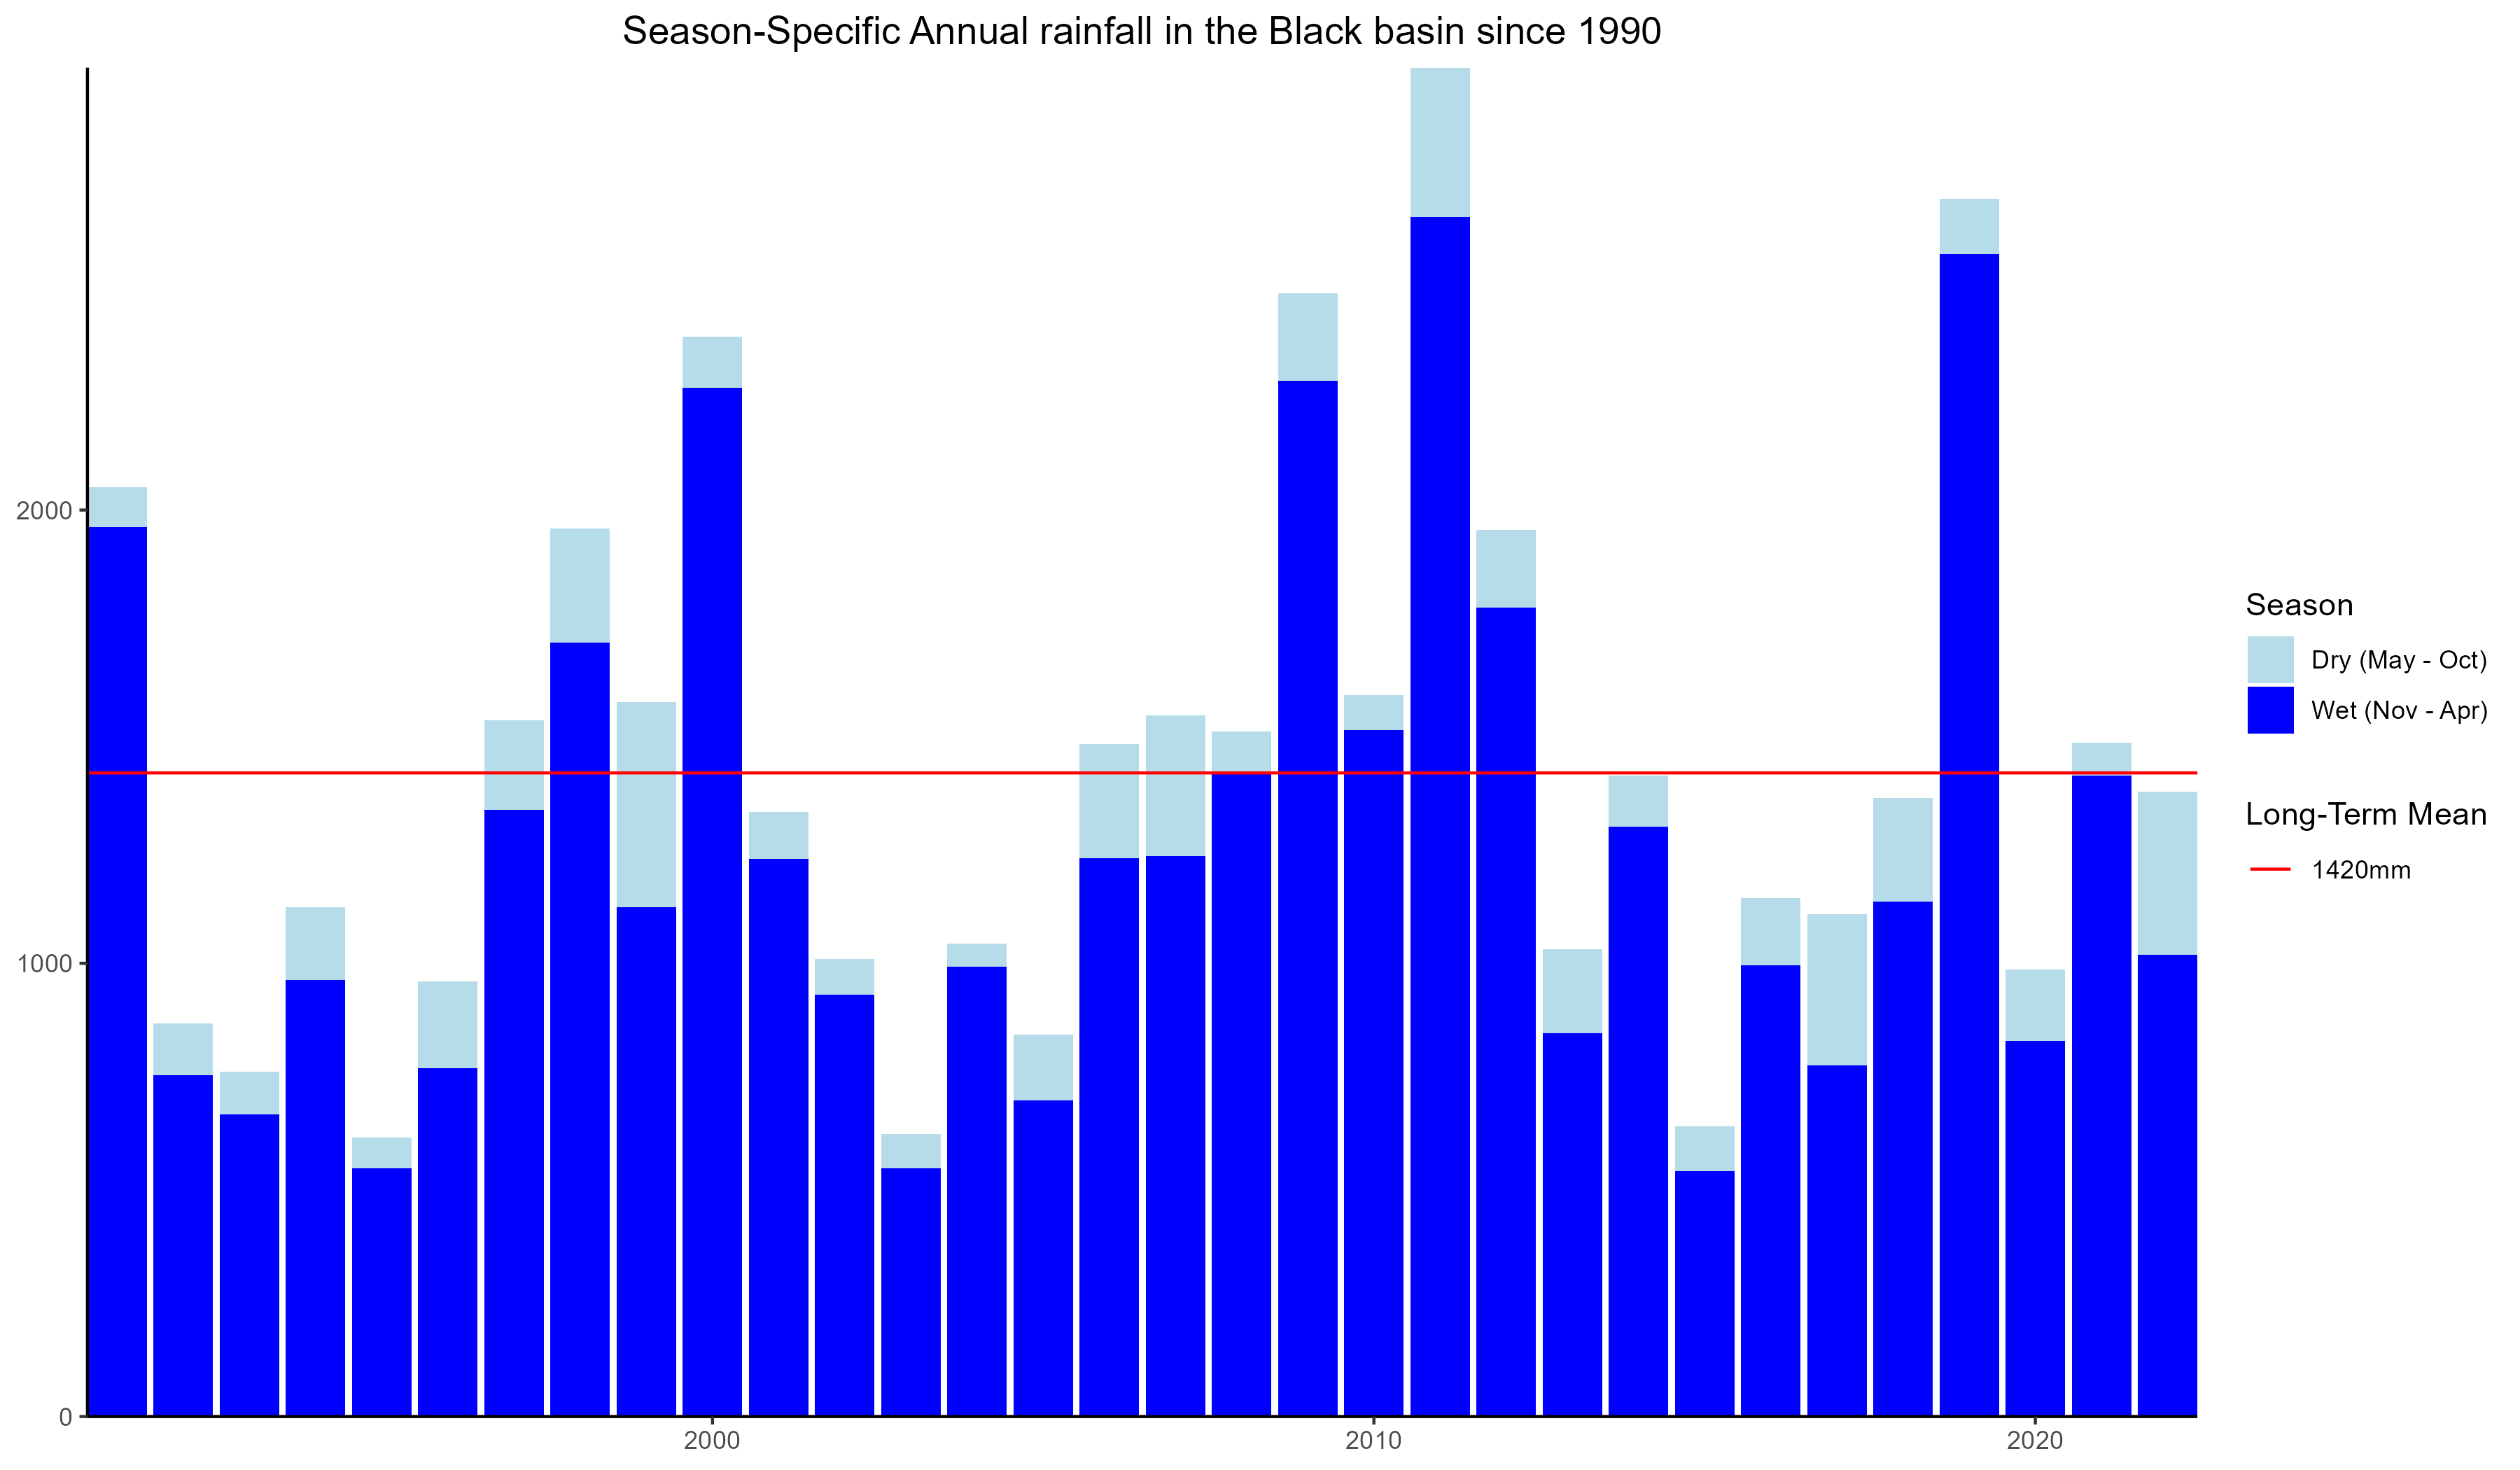 Season-Specific Annual rainfall in the Black basin since 1990
2000
1000
0
2000
2010
2020
Season
Dry (May - Oct)
Wet (Nov - Apr)
Long-Term Mean
1420mm